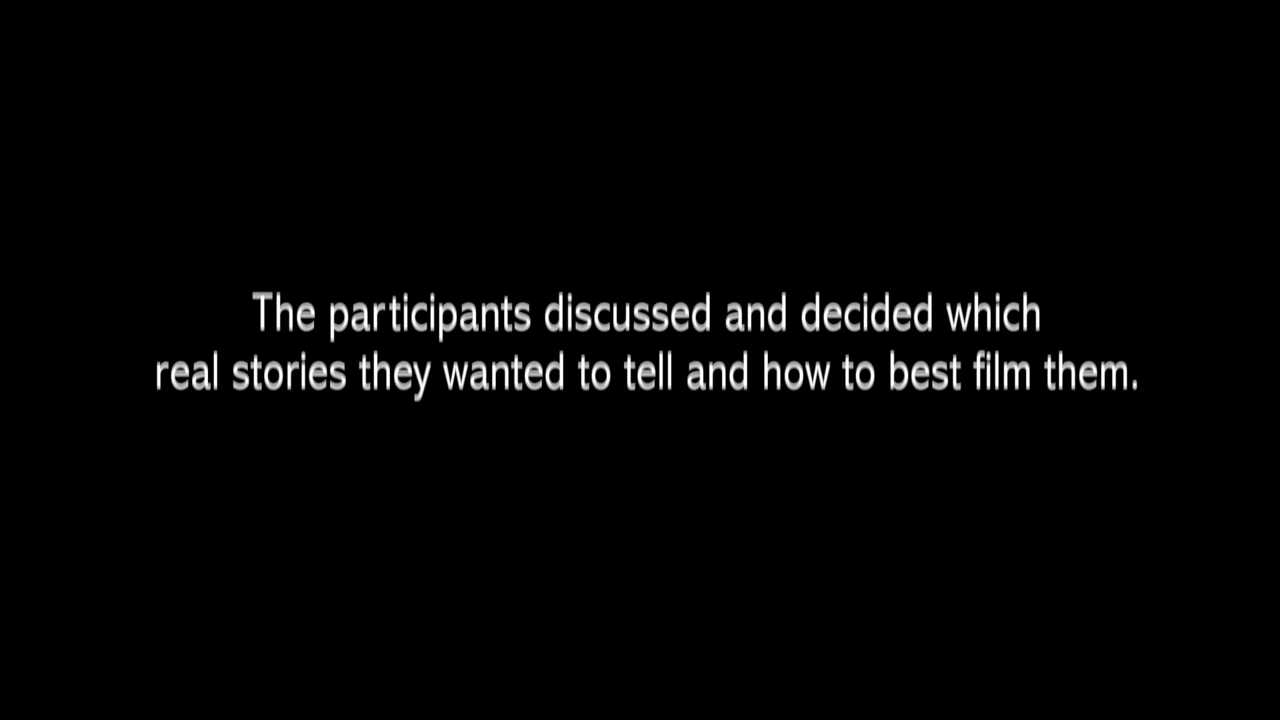 The participants discussed and decided which
real stories they wanted to tell and how to best film them.